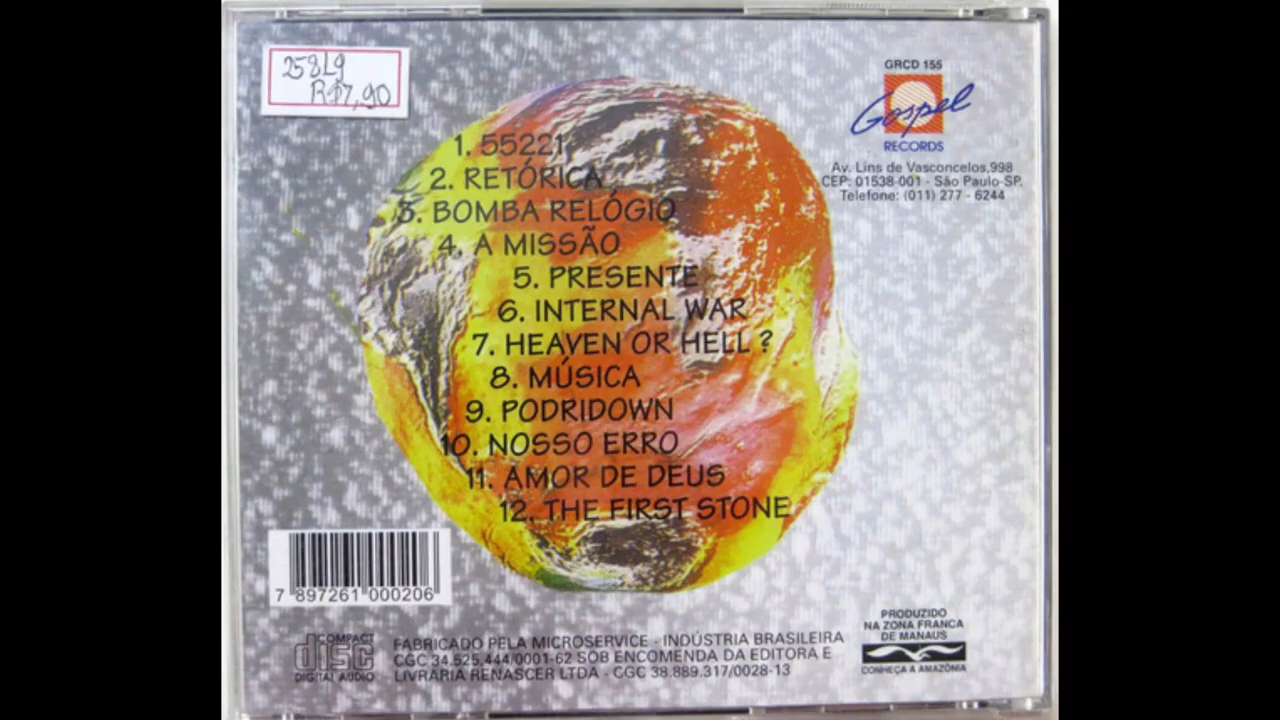 25819
R$7,90
GRCD 155
Gospel
RECORDS
Av. Lins de Vasconcelos,998
CEP: 01538-001 - São Paulo-SP.
Telefone: (011) 277 - 6244
1. 55221
2. RETÓRICA
3. BOMBA RELÓGIO
4. A MISSÃO
5. PRESENTE
6. INTERNAL WAR
7. HEAVEN OR HELL ?
8. MÚSICA
9. PODRIDOWN
10. NOSSO ERRO
11. AMOR DE DEUS
12. THE FIRST STONE
7 897261 000206
COMPACT
disc
DIGITAL AUDIO
FABRICADO PELA MICROSERVICE - INDÚSTRIA BRASILEIRA
CGC 34.525.444/0001-62 SOB ENCOMENDA DA EDITORA E
LIVRARIA RENASCER LTDA - CGC 38.889.317/0028-13
PRODUZIDO
NA ZONA FRANCA
DE MANAUS
CONHEÇA A AMAZÔNIA